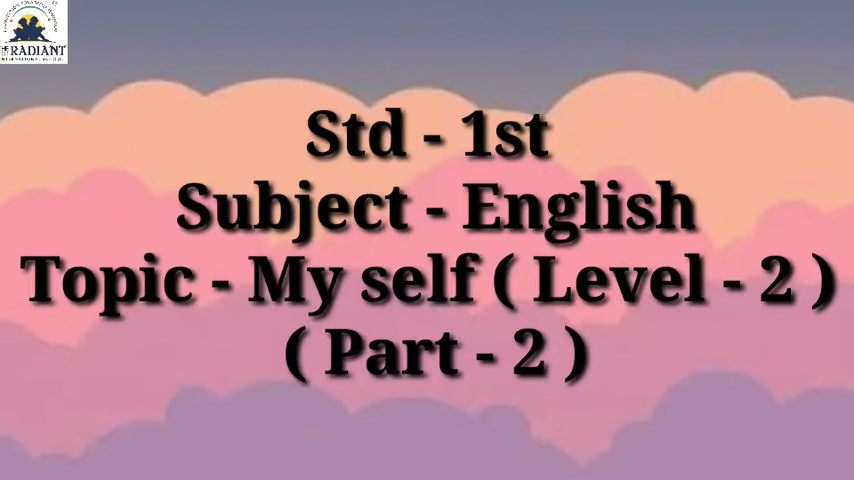 RADIANT
Std - 1st
Subject - English
Topic - My self ( Level - 2 )
( Part - 2 )